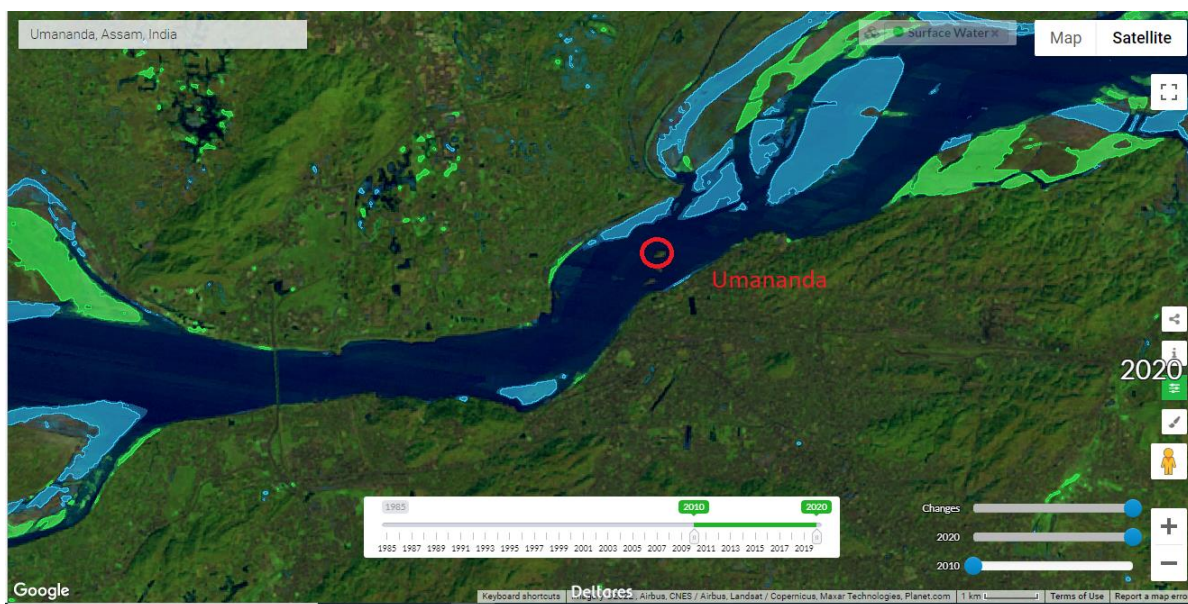 Umananda, Assam, India
Surface Water ×
Map Satellite
Umananda
2020
1985 2010 2020
1985 1987 1989 1991 1993 1995 1997 1999 2001 2003 2005 2007 2009 2011 2013 2015 2017 2019
Changes
2020
2010
Google
Deltares
Keyboard shortcuts
Airbus, CNES / Airbus, Landsat / Copernicus, Maxar Technologies, Planet.com
1 km
Terms of Use
Report a map erro